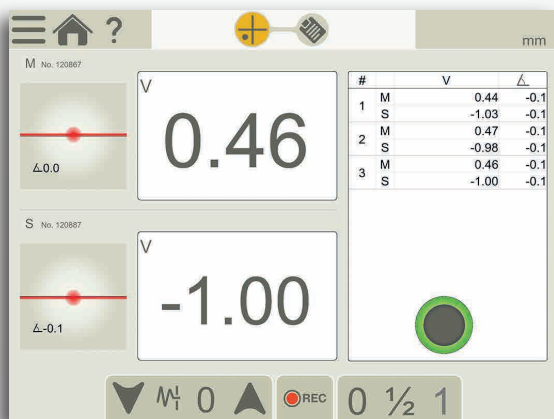 ?
mm
M No. 120867
V
0.46
∡0.0
S No. 120887
V
-1.00
∡-0.1
# V ∡
1 M 0.44 -0.1
S -1.03 -0.1
2 M 0.47 -0.1
S -0.98 -0.1
3 M 0.46 -0.1
S -1.00 -0.1
0 REC 0 ½ 1